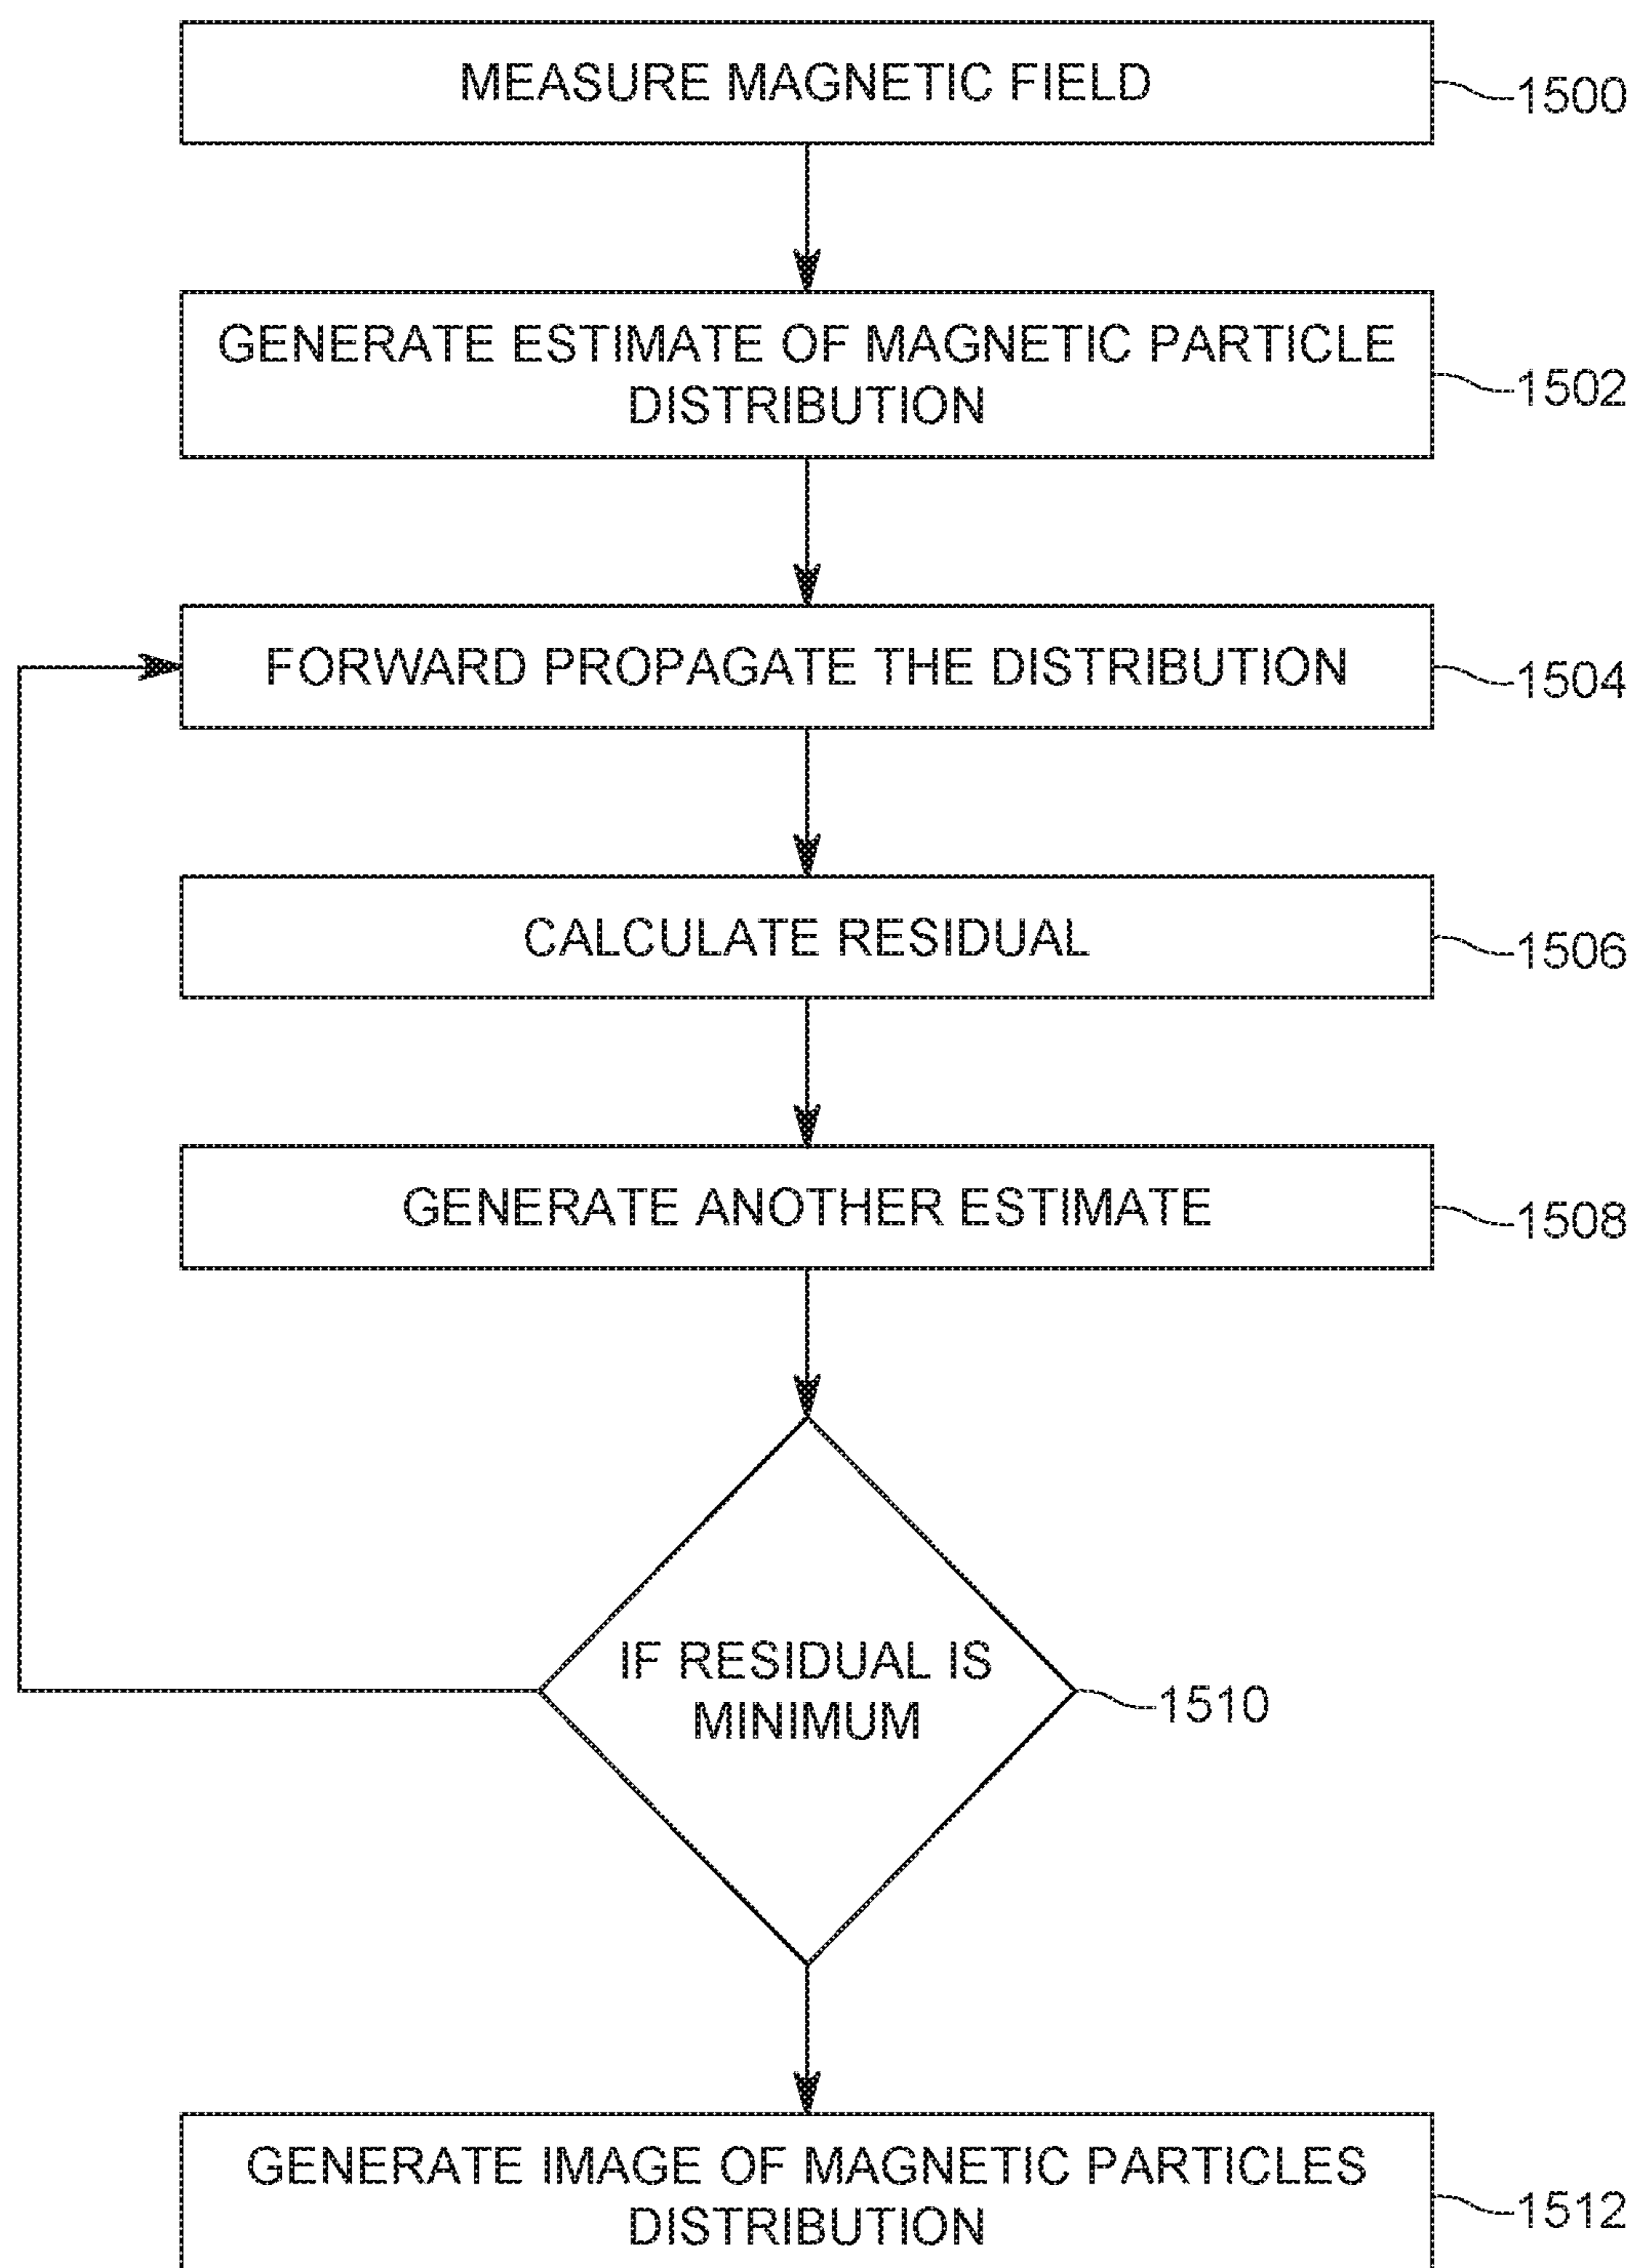 MEASURE MAGNETIC FIELD
1500
GENERATE ESTIMATE OF MAGNETIC PARTICLE
DISTRIBUTION
1502
FORWARD PROPAGATE THE DISTRIBUTION
1504
CALCULATE RESIDUAL
1506
GENERATE ANOTHER ESTIMATE
1508
IF RESIDUAL IS
MINIMUM
1510
GENERATE IMAGE OF MAGNETIC PARTICLES
DISTRIBUTION
1512